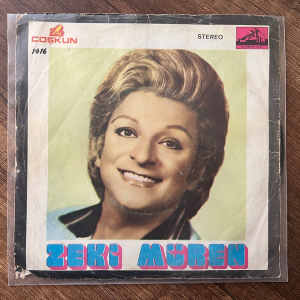 COŞKUN
STEREO
1416
ZEKİ MÜREN